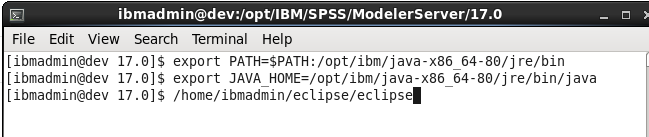 ibmadmin@dev:/opt/IBM/SPSS/ModelerServer/17.0
File Edit View Search Terminal Help
[ibmadmin@dev 17.0]$ export PATH=$PATH:/opt/ibm/java-x86_64-80/jre/bin
[ibmadmin@dev 17.0]$ export JAVA_HOME=/opt/ibm/java-x86_64-80/jre/bin/java
[ibmadmin@dev 17.0]$ /home/ibmadmin/eclipse/eclipse